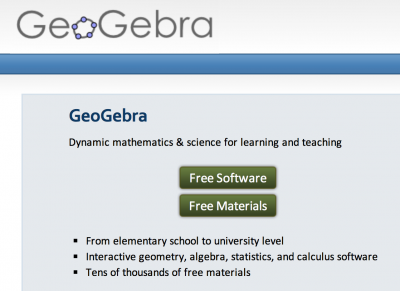 GeoGebra
GeoGebra
Dynamic mathematics & science for learning and teaching
Free Software
Free Materials
From elementary school to university level
Interactive geometry, algebra, statistics, and calculus software
Tens of thousands of free materials